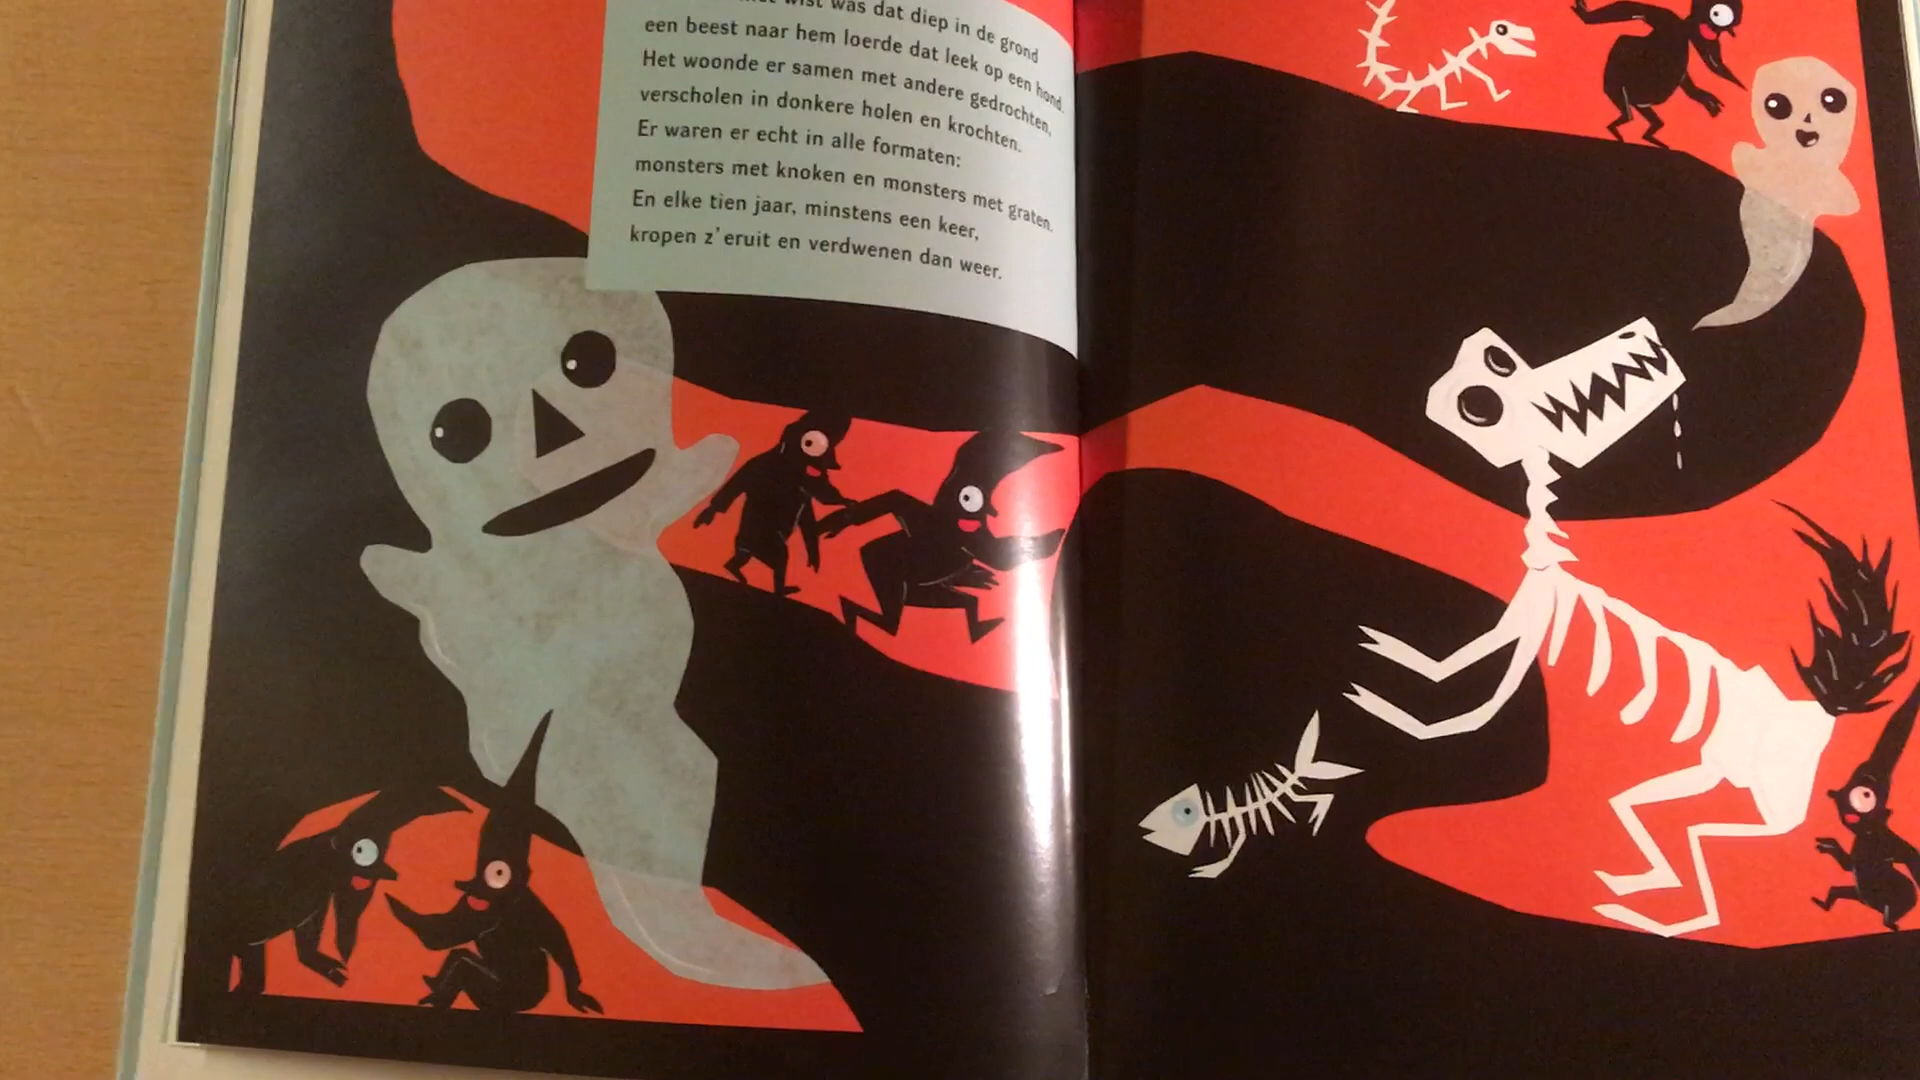 wist was dat diep in de grond
een beest naar hem loerde dat leek op een hond.
Het woonde er samen met andere gedrochten,
verscholen in donkere holen en krochten.
Er waren er echt in alle formaten:
monsters met knoken en monsters met graten.
En elke tien jaar, minstens een keer,
kropen z'eruit en verdwenen dan weer.